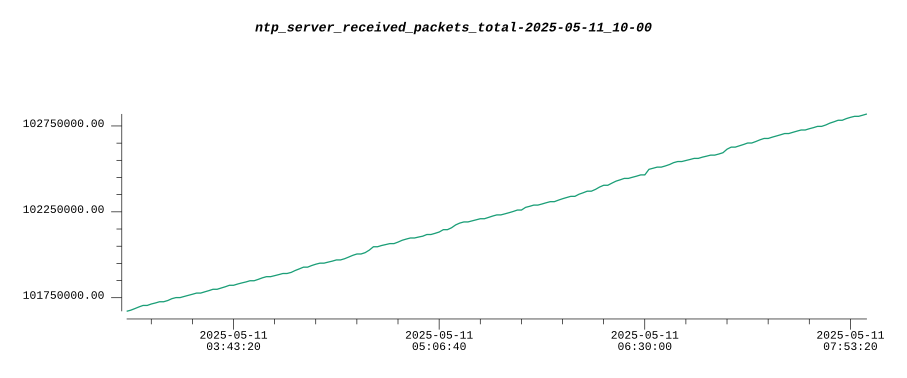 ntp_server_received_packets_total-2025-05-11_10-00
102750000.00
102250000.00
101750000.00
2025-05-11 2025-05-11 2025-05-11 2025-05-11
03:43:20 05:06:40 06:30:00 07:53:20